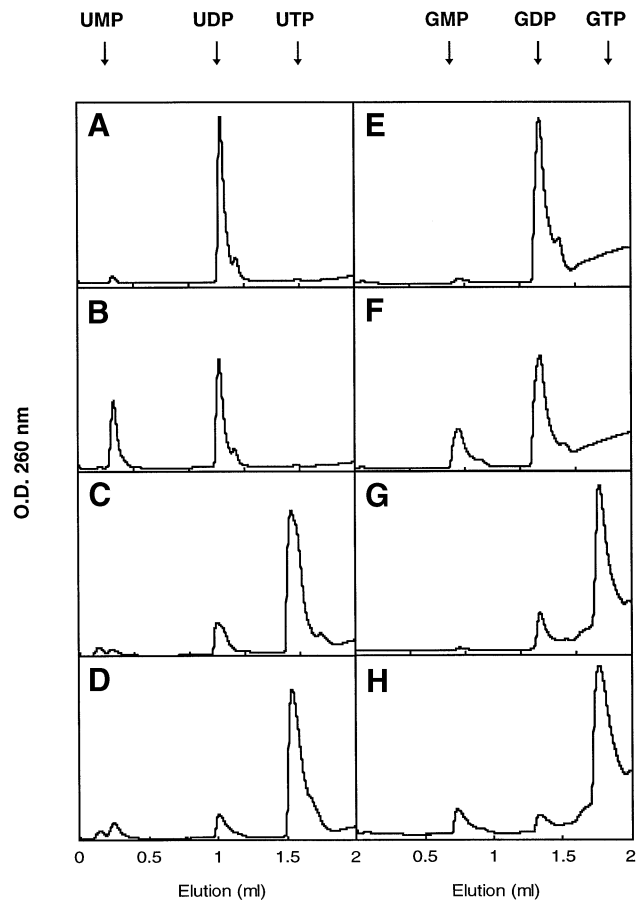 UMP UDP UTP GMP GDP GTP
A E
B F
C G
D H
O.D. 260 nm
0 0.5 1 1.5 2 0.5 1 1.5 2
Elution (ml) Elution (ml)